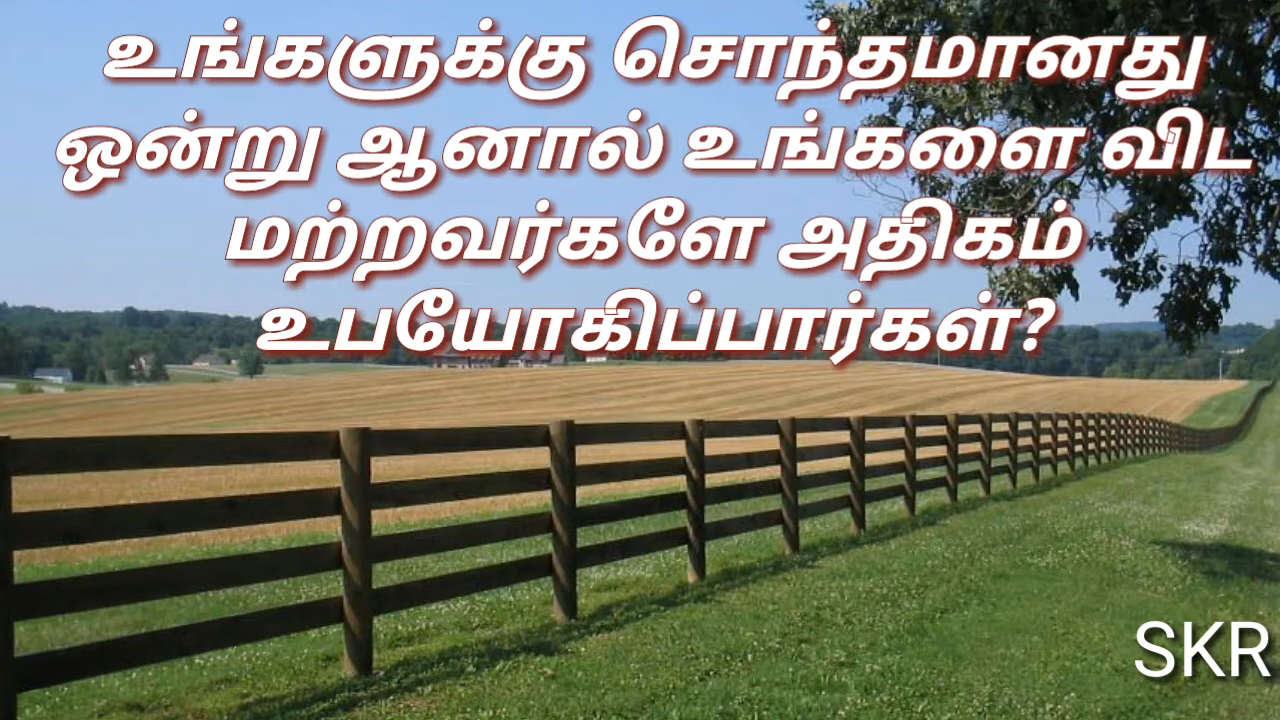 உங்களுக்கு சொந்தமானது
ஒன்று ஆனால் உங்களை விட
மற்றவர்களே அதிகம்
உபயோகிப்பார்கள்?
SKR